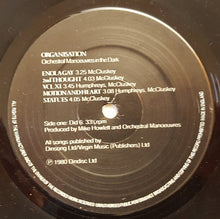 ORGANISATION
Orchestral Manoeuvres in the Dark
ENOLA GAY 3.25 McCluskey
2nd THOUGHT 4.03 McCluskey
VCL XI 3.55 Humphreys, McCluskey
MOTION AND HEART 3.08 Humphreys, McCluskey
STATUES 4.05 McCluskey
Side one: Did 6 33⅓ rpm
Produced by Mike Howlett and Orchestral Manoeuvres
All songs published by
Dinsong Ltd/Virgin Music (Publishers) Ltd
℗ 1980 Dindisc Ltd